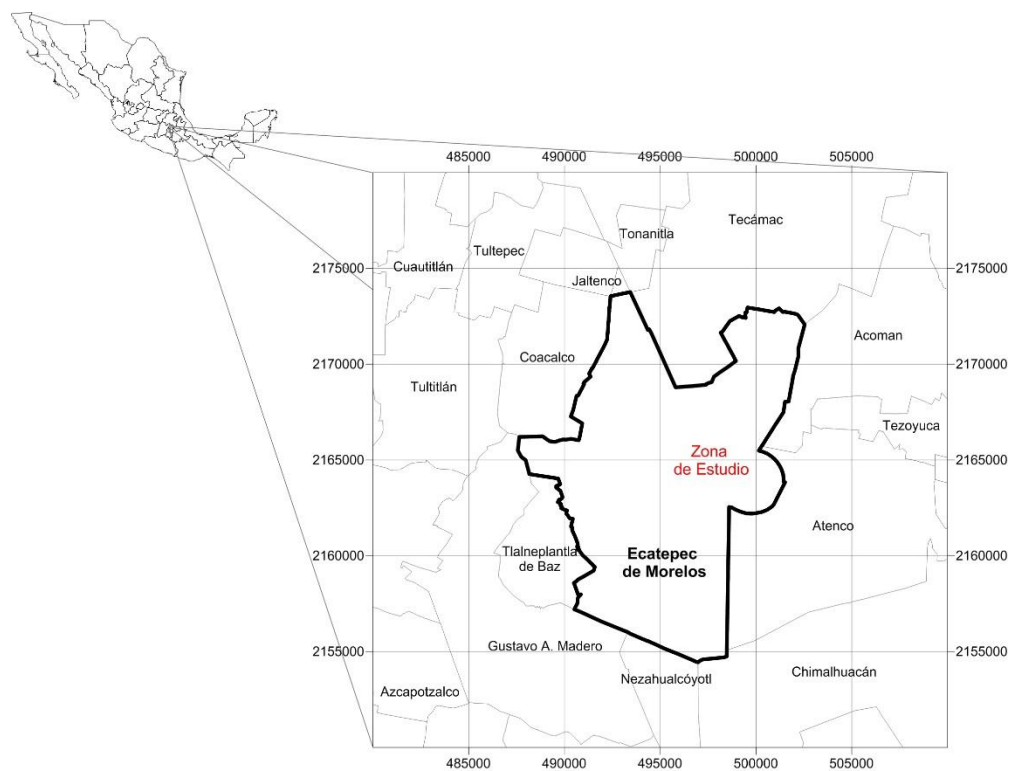 485000 490000 495000 500000 505000
Tecámac
Tonanitla
Tultepec
Cuautitlán
2175000 2175000
Jaltenco
Acoman
Coacalco
2170000 2170000
Tultitlán
Tezoyuca
Zona
de Estudio
2165000 2165000
Atenco
Tlalneplantla
de Baz
Ecatepec
de Morelos
2160000 2160000
Gustavo A. Madero
2155000 2155000
Chimalhuacán
Nezahualcóyotl
Azcapotzalco
485000 490000 495000 500000 505000